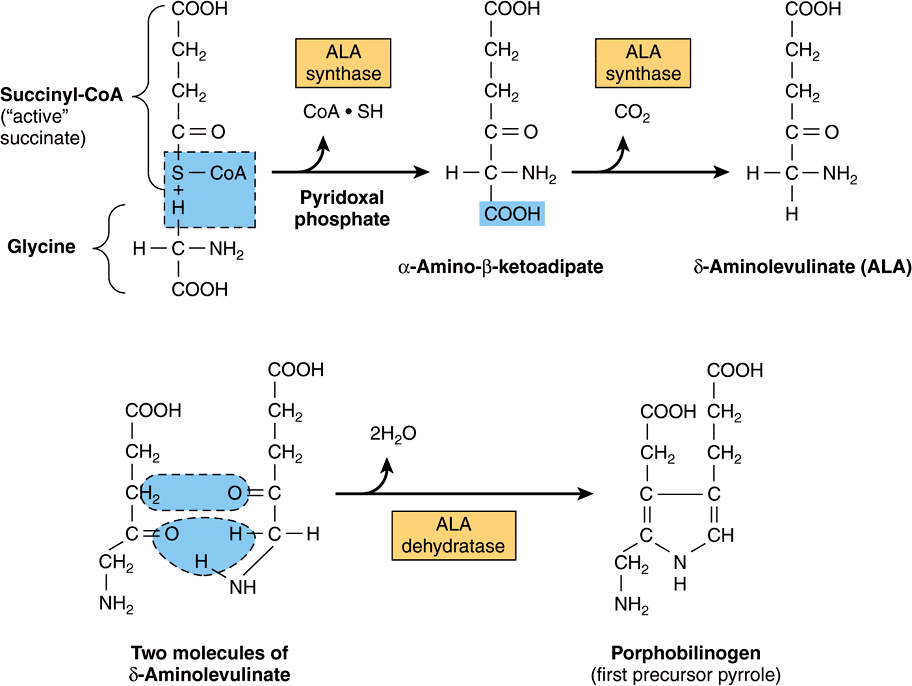 COOH
CH2
CH2
C=O
S—CoA
+
H
H—C—NH2
COOH
Succinyl-CoA
("active"
succinate)
Glycine
ALA
synthase
CoA • SH
Pyridoxal
phosphate
COOH
CH2
CH2
C=O
H—C—NH2
COOH
α-Amino-β-ketoadipate
ALA
synthase
CO2
COOH
CH2
CH2
C=O
H—C—NH2
H
δ-Aminolevulinate (ALA)
COOH
CH2
CH2
C=O
CH2
NH2
COOH
CH2
CH2
O=C
H—C—H
H
NH
Two molecules of
δ-Aminolevulinate
2H2O
ALA
dehydratase
COOH
COOH
CH2
CH2
CH2
C C
C CH
CH2 N
H
NH2
Porphobilinogen
(first precursor pyrrole)